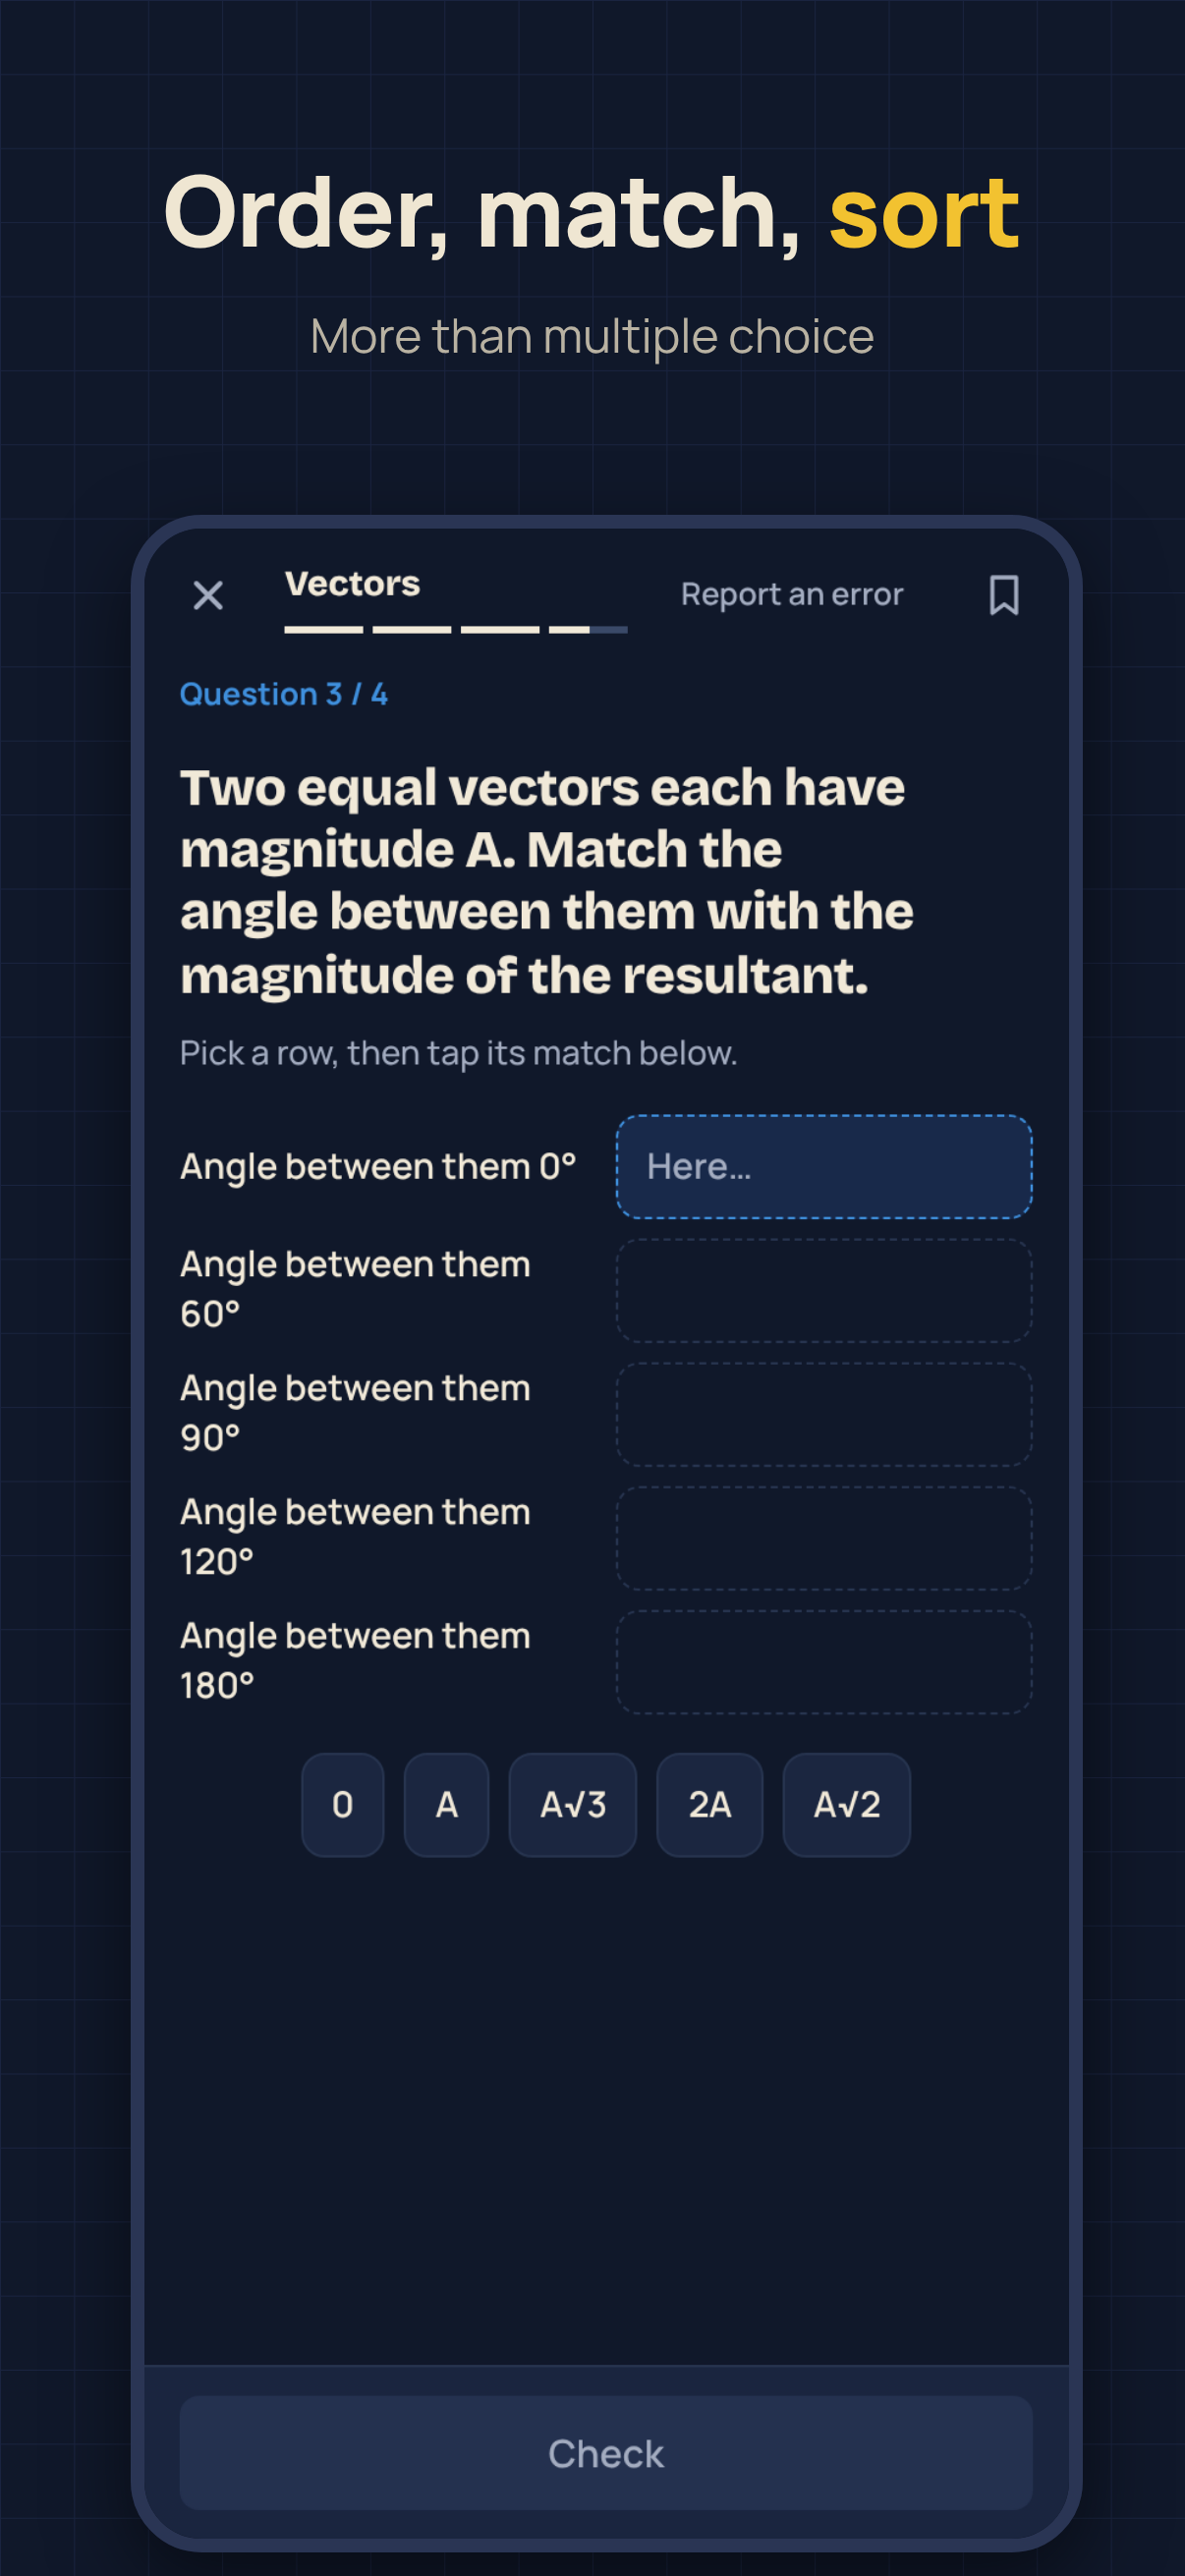 Order, match, sort
More than multiple choice
Vectors
Report an error
Question 3 / 4
Two equal vectors each have
magnitude A. Match the
angle between them with the
magnitude of the resultant.
Pick a row, then tap its match below.
Angle between them 0°
Here...
Angle between them
60°
Angle between them
90°
Angle between them
120°
Angle between them
180°
0
A
A√3
2A
A√2
Check